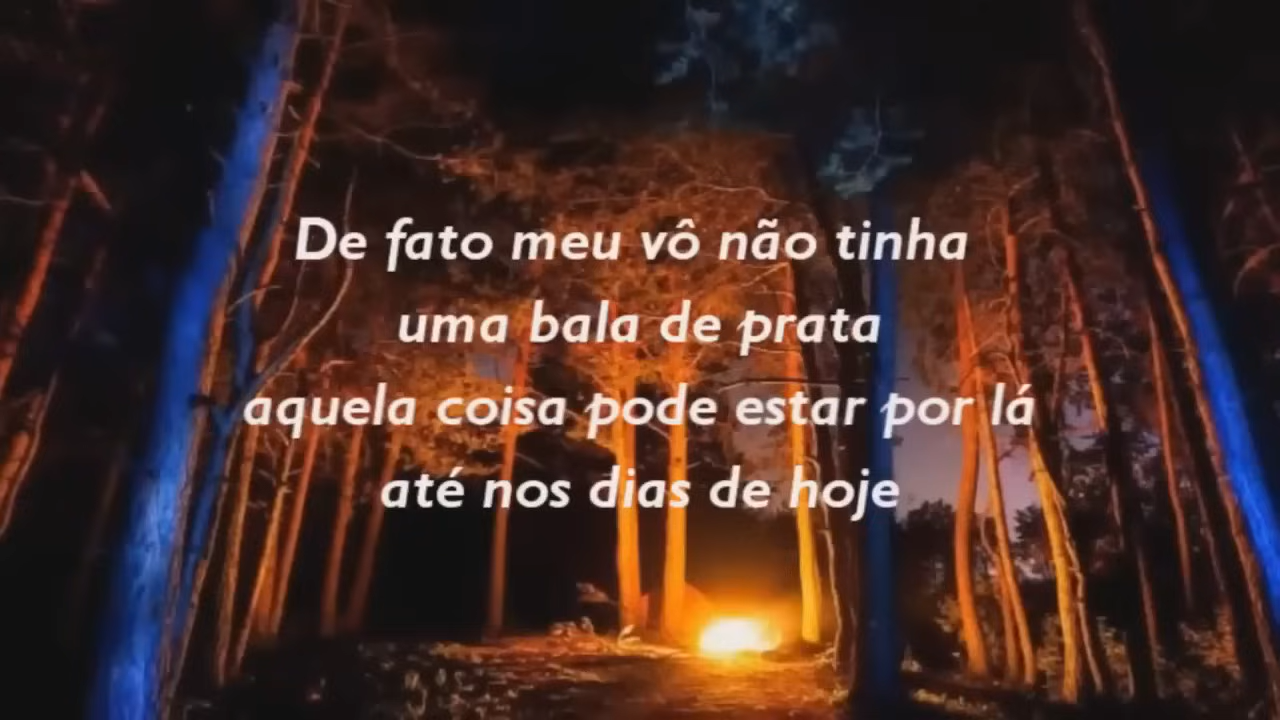 De fato meu vô não tinha
uma bala de prata
aquela coisa pode estar por lá
até nos dias de hoje